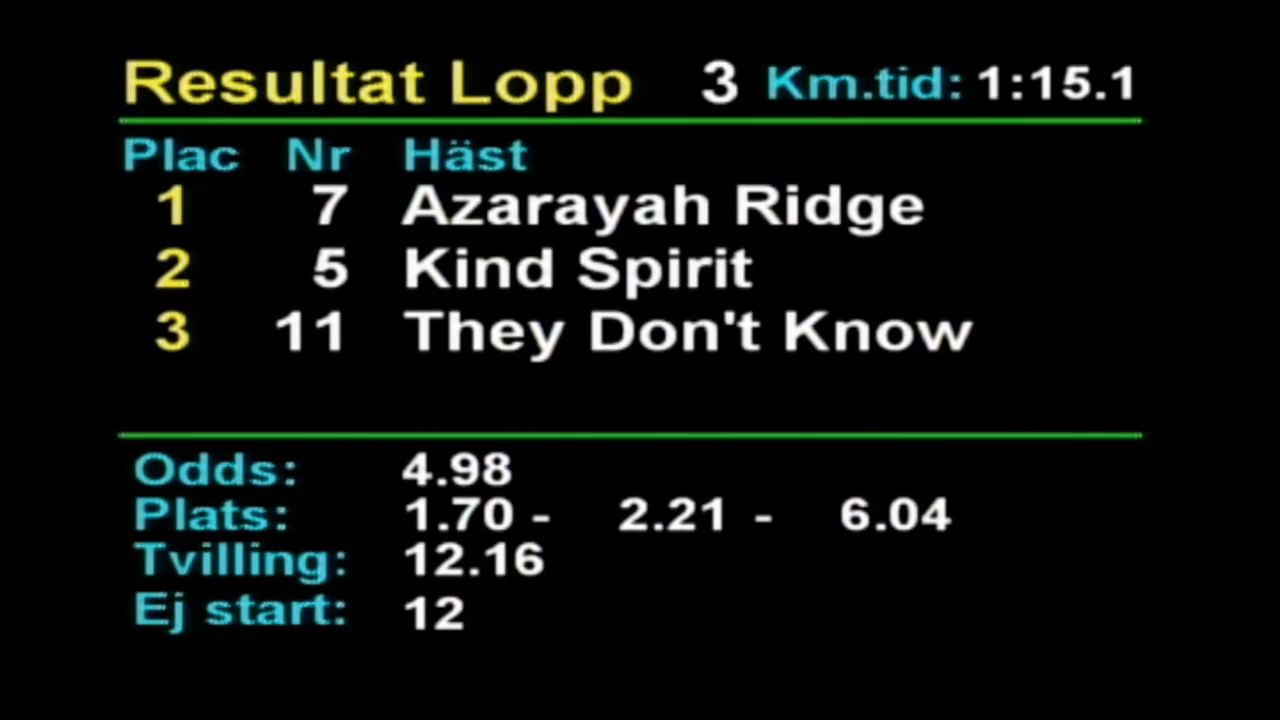 Resultat Lopp 3 Km.tid: 1:15.1
Plac Nr Häst
1 7 Azarayah Ridge
2 5 Kind Spirit
3 11 They Don't Know
Odds: 4.98
Plats: 1.70 - 2.21 - 6.04
Tvilling: 12.16
Ej start: 12